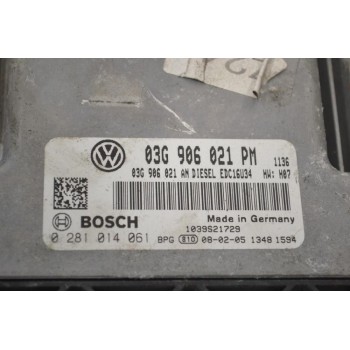 03G 906 021 PM 1136
03G 906 021 AM DIESEL EDC16U34 HW: H07
BOSCH
Made in Germany
1039S21729
0 281 014 061 BPG 810 08-02-05 1348 1594